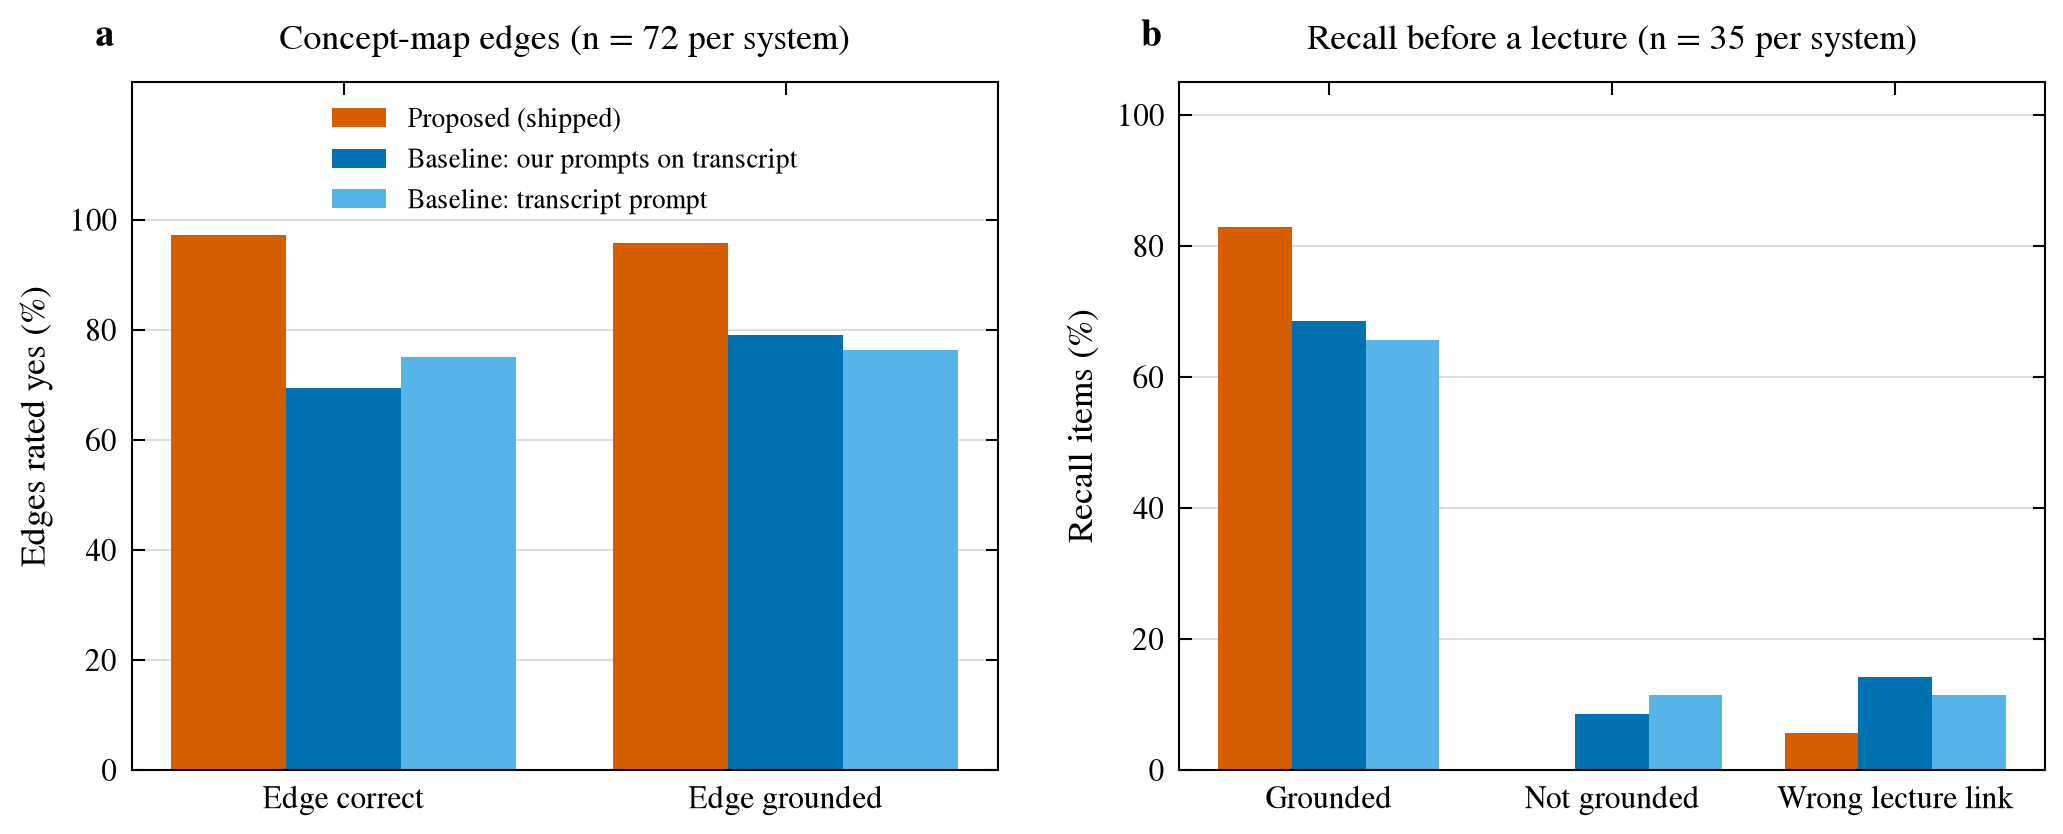 a
Concept-map edges (n = 72 per system)
Proposed (shipped)
Baseline: our prompts on transcript
Baseline: transcript prompt
Edges rated yes (%)
100
80
60
40
20
0
Edge correct
Edge grounded
b
Recall before a lecture (n = 35 per system)
Recall items (%)
100
80
60
40
20
0
Grounded
Not grounded
Wrong lecture link